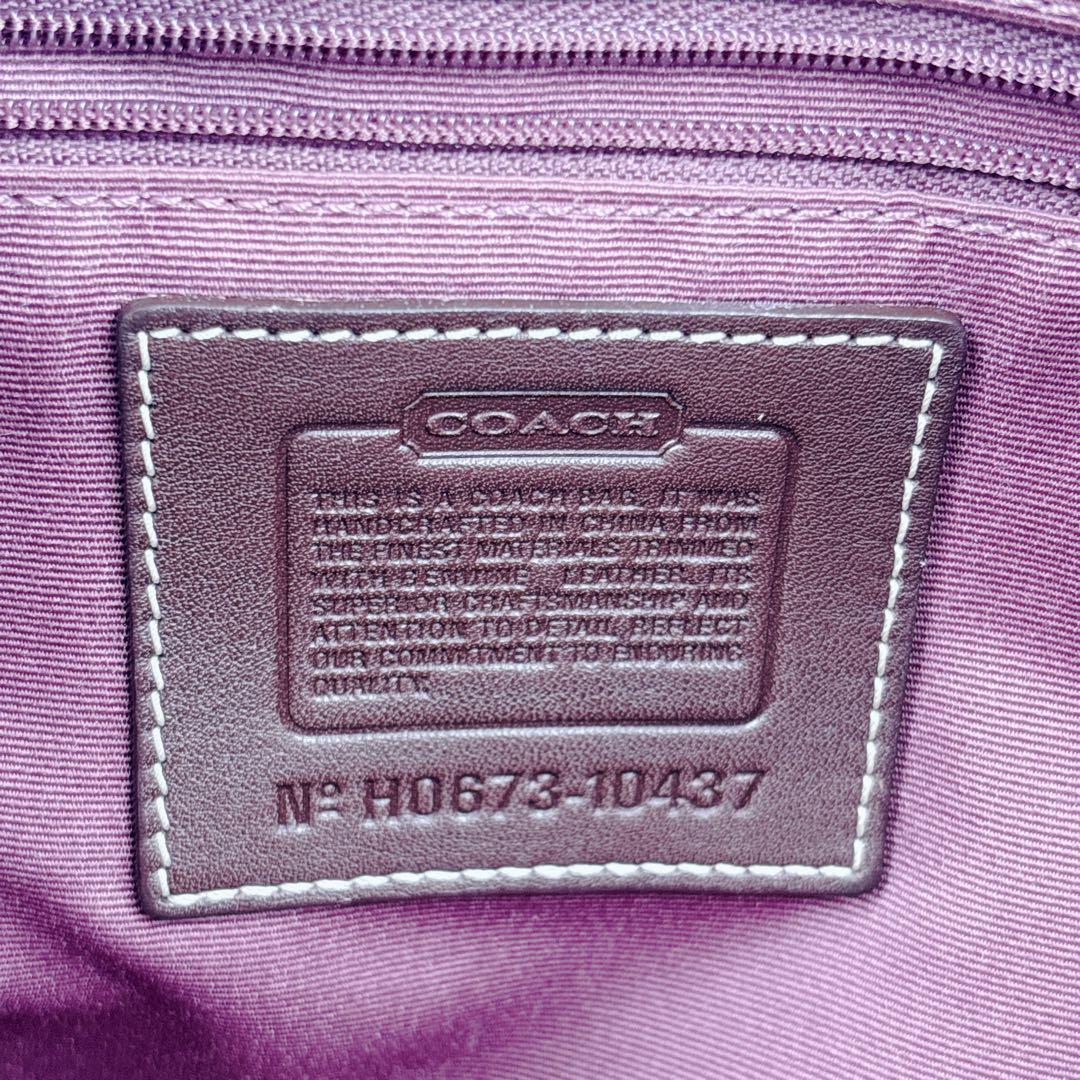 COACH
THIS IS A COACH BAG. IT WAS
HANDCRAFTED IN CHINA FROM
THE FINEST MATERIALS TRIMMED
WITH GENUINE LEATHER. ITS
SUPERIOR CRAFTSMANSHIP AND
ATTENTION TO DETAIL REFLECT
OUR COMMITMENT TO ENDURING
QUALITY.
Nº H0673-10437